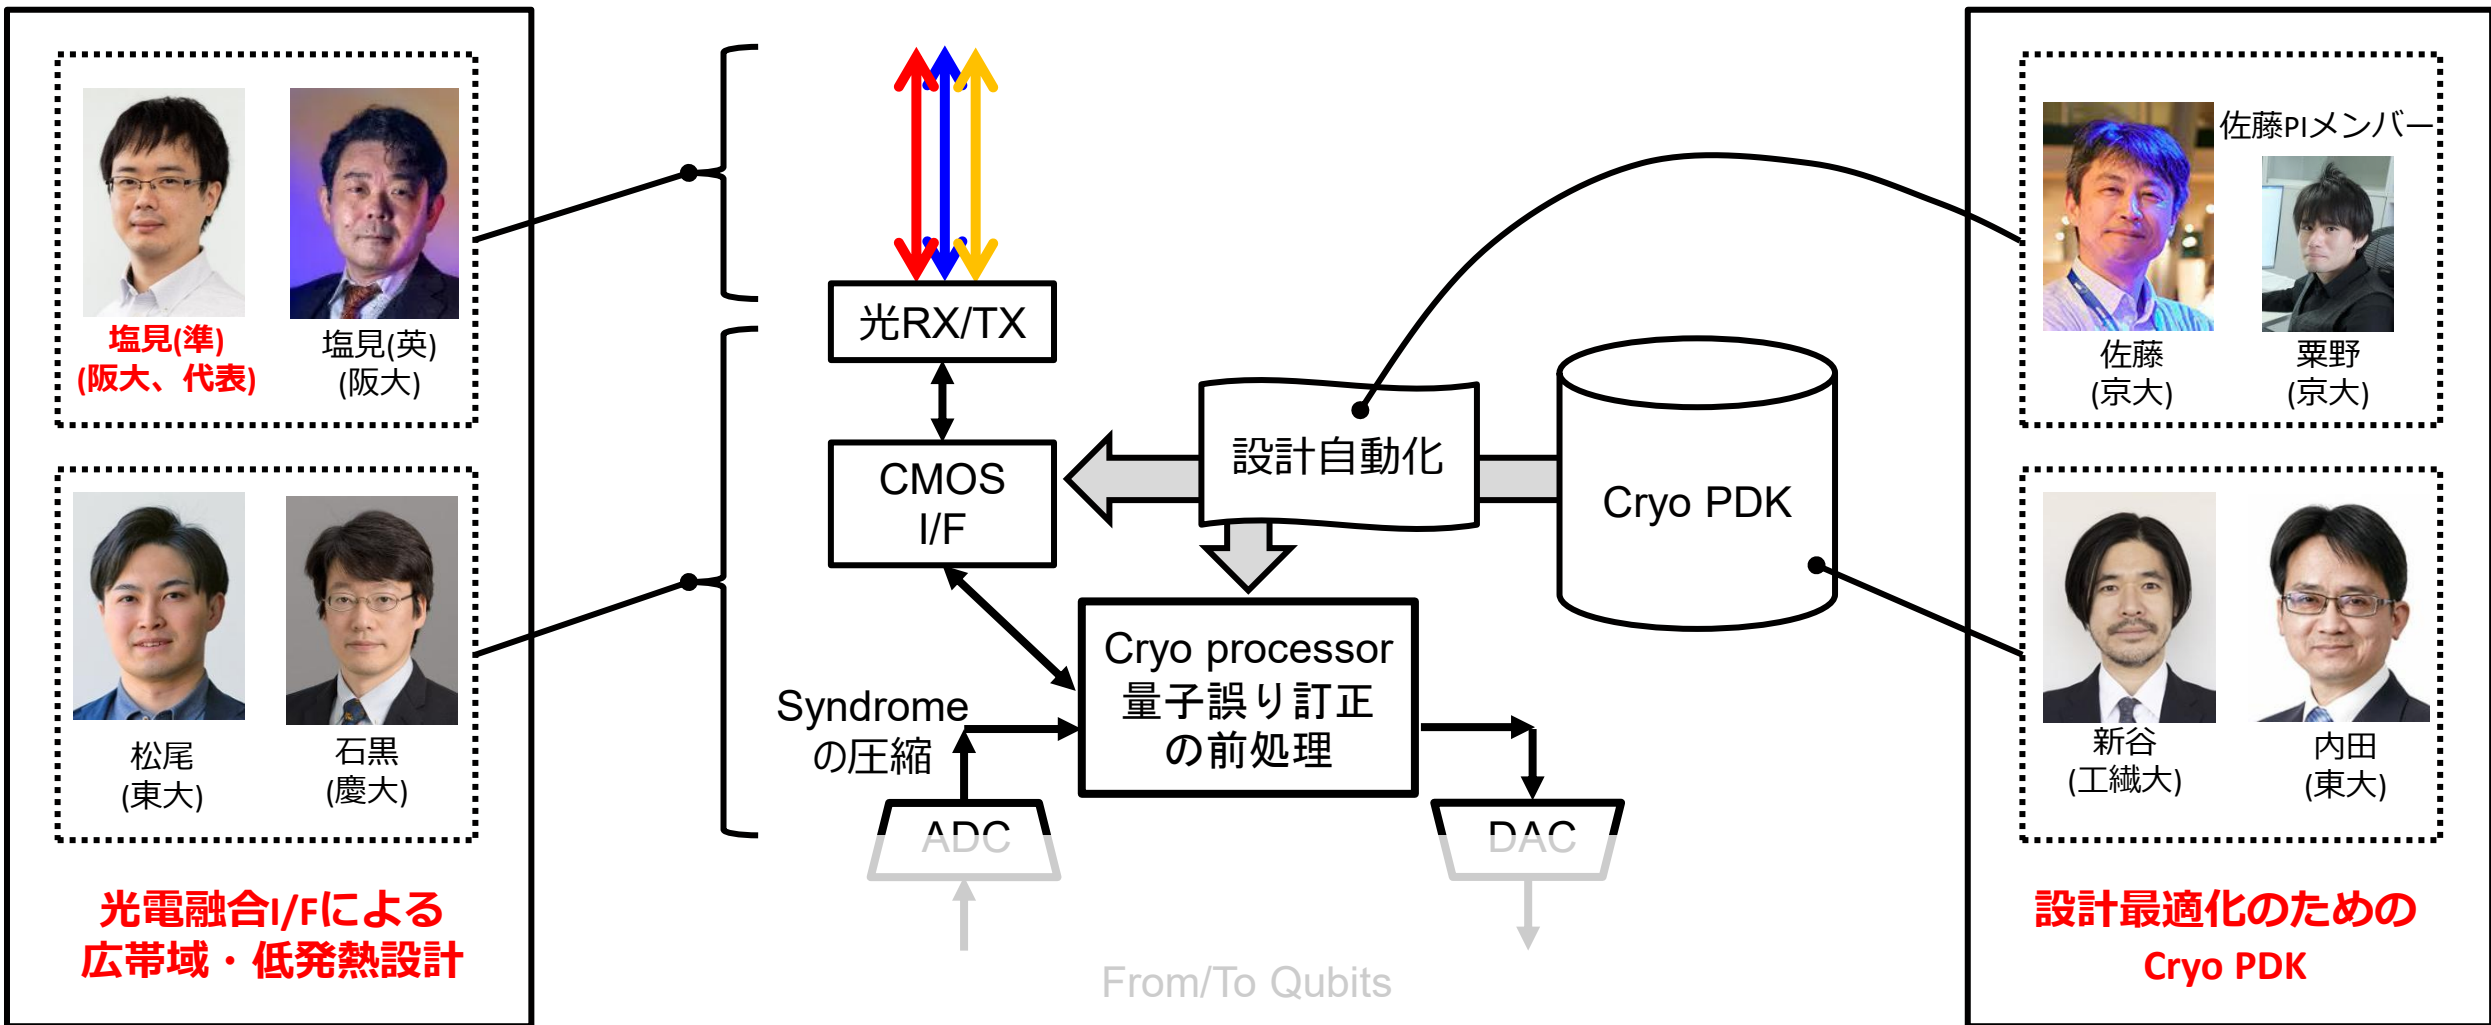 塩見(準)
(阪大、代表)
塩見(英)
(阪大)
松尾
(東大)
石黒
(慶大)
光電融合I/Fによる
広帯域・低発熱設計
光RX/TX
CMOS
I/F
設計自動化
Cryo PDK
Cryo processor
量子誤り訂正
の前処理
Syndrome
の圧縮
ADC
DAC
From/To Qubits
佐藤PIメンバー
佐藤
(京大)
粟野
(京大)
新谷
(工繊大)
内田
(東大)
設計最適化のための
Cryo PDK